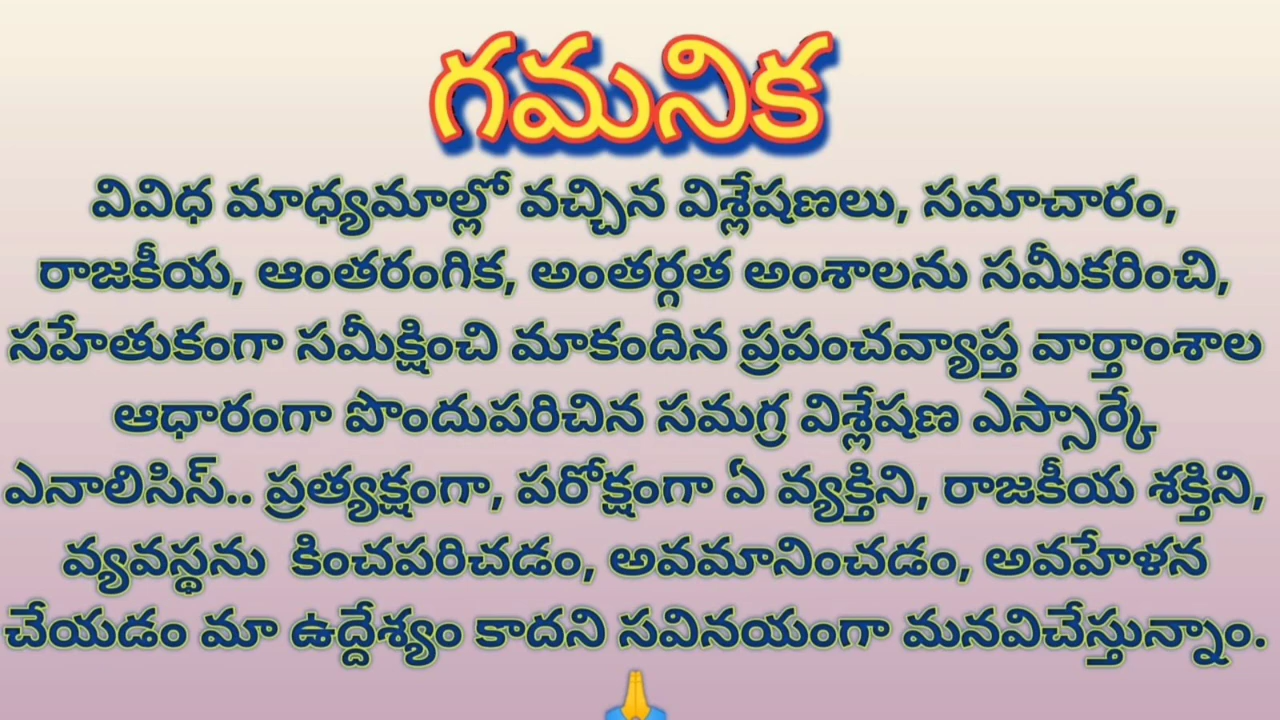 గమనిక
వివిధ మాధ్యమాల్లో వచ్చిన విశ్లేషణలు, సమాచారం,
రాజకీయ, ఆంతరంగిక, అంతర్గత అంశాలను సమీకరించి,
సహేతుకంగా సమీక్షించి మాకందిన ప్రపంచవ్యాప్త వార్తాంశాల
ఆధారంగా పొందుపరిచిన సమగ్ర విశ్లేషణ ఎస్సార్కే
ఎనాలిసిస్.. ప్రత్యక్షంగా, పరోక్షంగా ఏ వ్యక్తిని, రాజకీయ శక్తిని,
వ్యవస్థను కించపరిచడం, అవమానించడం, అవహేళన
చేయడం మా ఉద్దేశ్యం కాదని సవినయంగా మనవిచేస్తున్నాం.
🙏